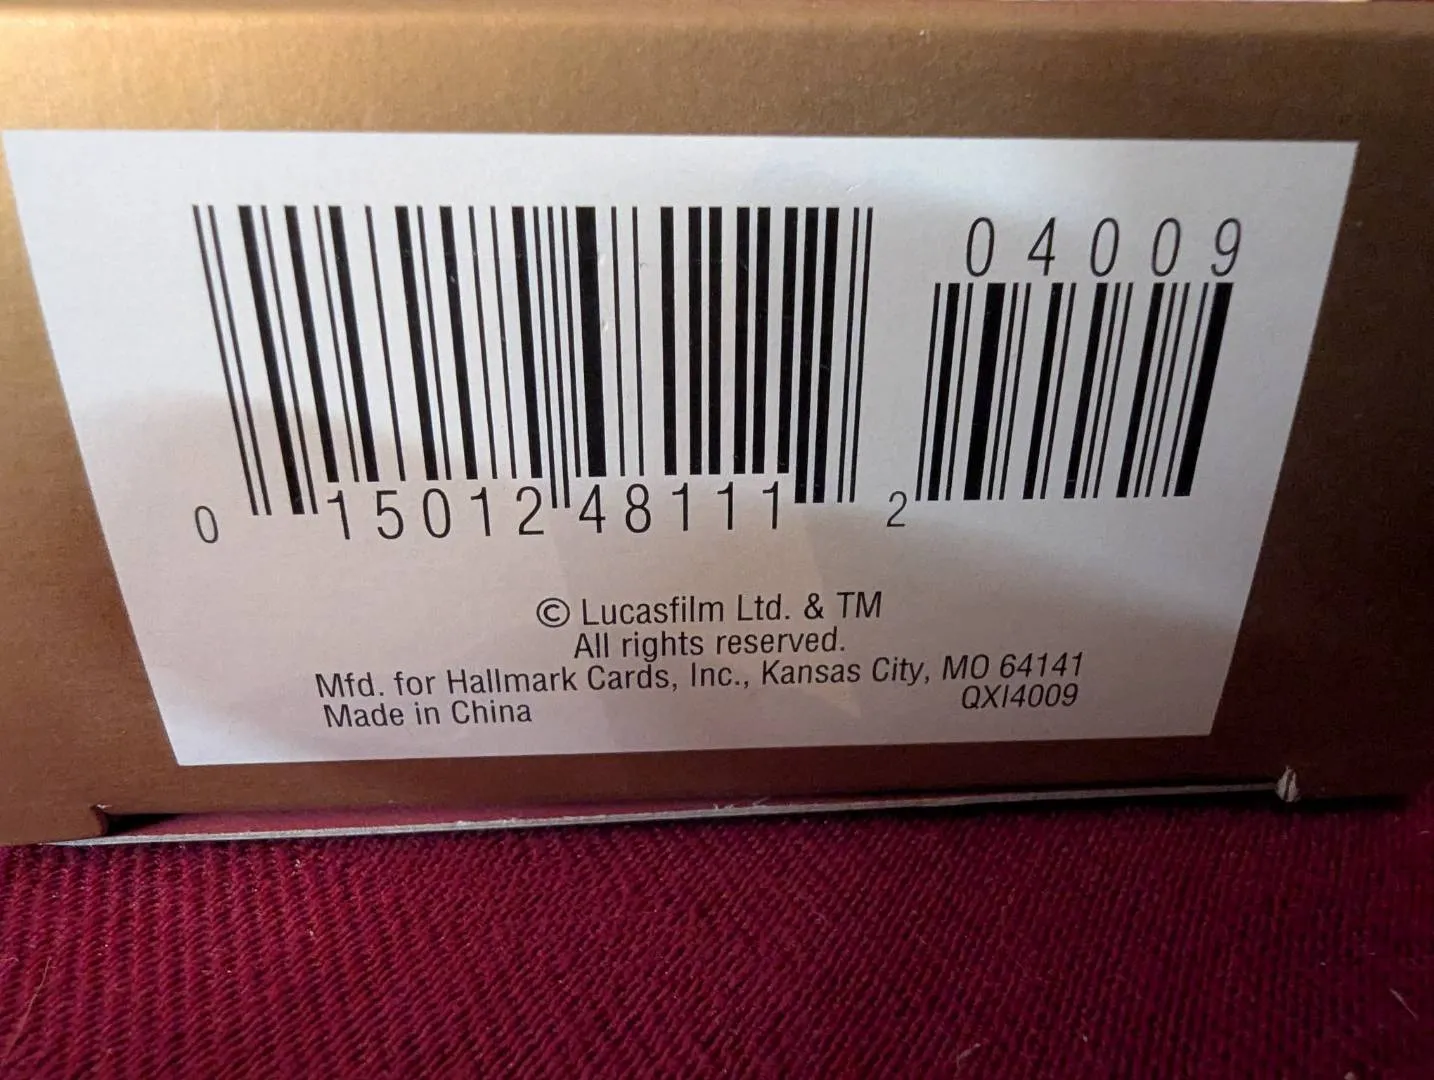 04009
0 15012 48111 2
© Lucasfilm Ltd. & TM
All rights reserved.
Mfd. for Hallmark Cards, Inc., Kansas City, MO 64141
Made in China QXI4009